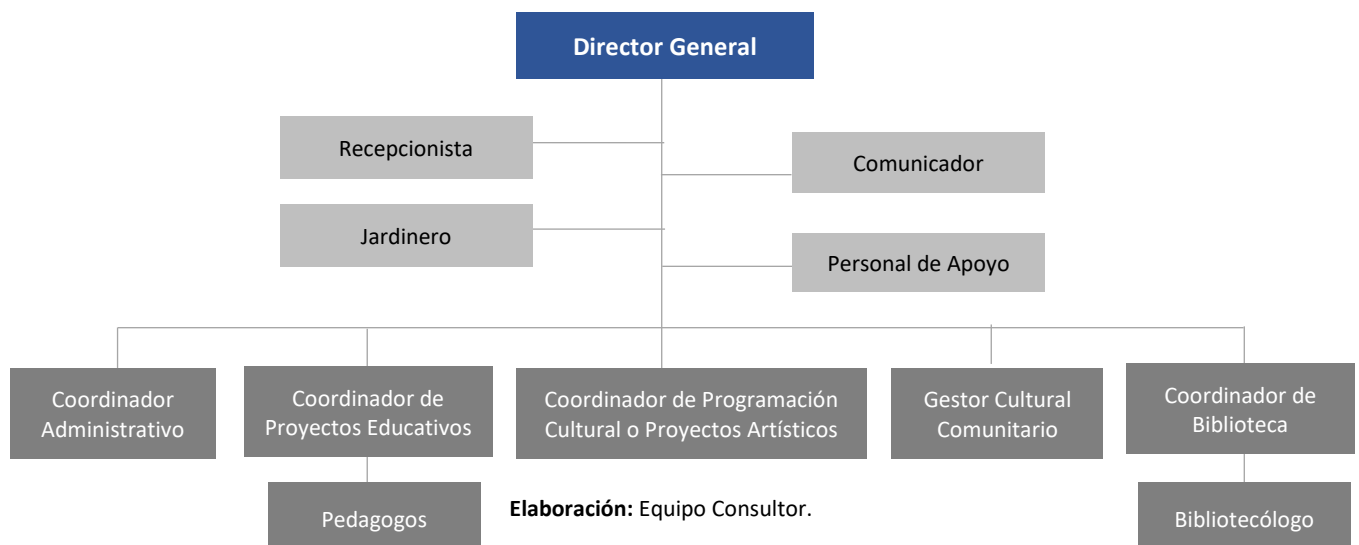 Director General
Recepcionista
Comunicador
Jardinero
Personal de Apoyo
Coordinador
Administrativo
Coordinador de
Proyectos Educativos
Coordinador de Programación
Cultural o Proyectos Artísticos
Gestor Cultural
Comunitario
Coordinador de
Biblioteca
Pedagogos
Elaboración: Equipo Consultor.
Bibliotecólogo